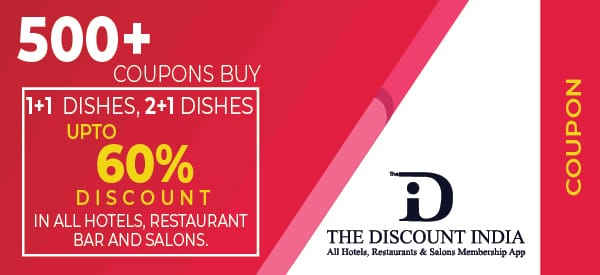 500+
COUPONS BUY
1+1 DISHES, 2+1 DISHES
UPTO
60%
DISCOUNT
IN ALL HOTELS, RESTAURANT
BAR AND SALONS.
The
iD
THE DISCOUNT INDIA
All Hotels, Restaurants & Salons Membership App
COUPON